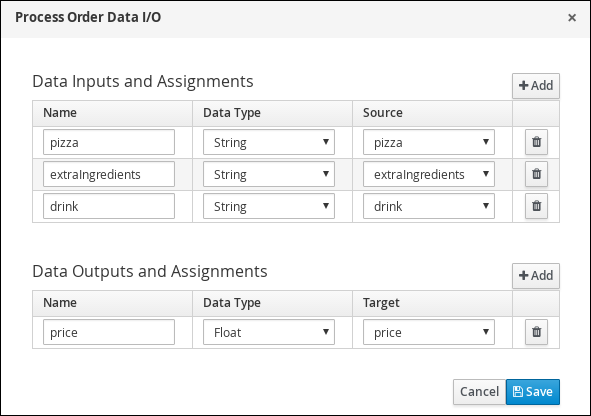 Process Order Data I/O ×
Data Inputs and Assignments
+ Add
Name Data Type Source
pizza String pizza
extraIngredients String extraIngredients
drink String drink
Data Outputs and Assignments
+ Add
Name Data Type Target
price Float price
Cancel Save